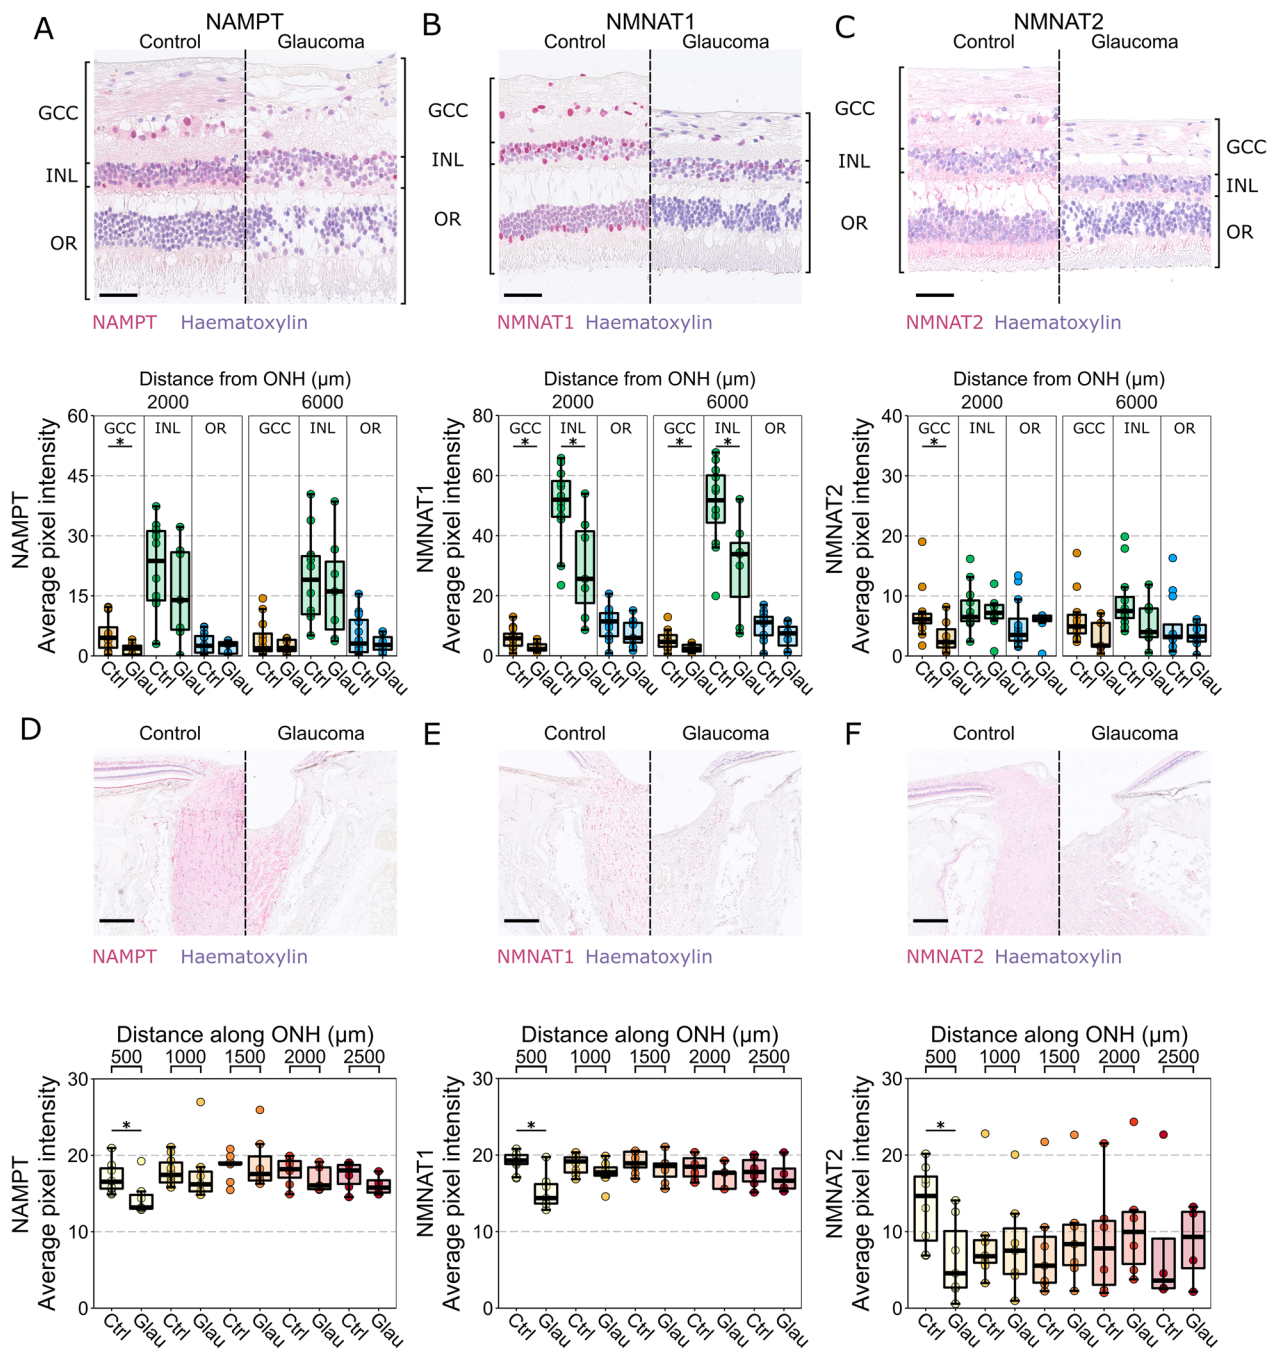 A
NAMPT
Control Glaucoma
GCC
INL
OR
NAMPT Haematoxylin
B
NMNAT1
Control Glaucoma
GCC
INL
OR
NMNAT1 Haematoxylin
C
NMNAT2
Control Glaucoma
GCC
INL
OR
GCC
INL
OR
NMNAT2 Haematoxylin
Distance from ONH (µm)
2000 6000
GCC INL OR GCC INL OR
*
60
45
30
15
0
NAMPT
Average pixel intensity
Ctrl Glau Ctrl Glau Ctrl Glau Ctrl Glau Ctrl Glau Ctrl Glau
Distance from ONH (µm)
2000 6000
GCC INL OR GCC INL OR
* * * *
80
60
40
20
0
NMNAT1
Average pixel intensity
Ctrl Glau Ctrl Glau Ctrl Glau Ctrl Glau Ctrl Glau Ctrl Glau
Distance from ONH (µm)
2000 6000
GCC INL OR GCC INL OR
*
40
30
20
10
0
NMNAT2
Average pixel intensity
Ctrl Glau Ctrl Glau Ctrl Glau Ctrl Glau Ctrl Glau Ctrl Glau
D
Control Glaucoma
NAMPT Haematoxylin
E
Control Glaucoma
NMNAT1 Haematoxylin
F
Control Glaucoma
NMNAT2 Haematoxylin
Distance along ONH (µm)
500 1000 1500 2000 2500
*
30
20
10
0
NAMPT
Average pixel intensity
Ctrl Glau Ctrl Glau Ctrl Glau Ctrl Glau Ctrl Glau
Distance along ONH (µm)
500 1000 1500 2000 2500
*
30
20
10
0
NMNAT1
Average pixel intensity
Ctrl Glau Ctrl Glau Ctrl Glau Ctrl Glau Ctrl Glau
Distance along ONH (µm)
500 1000 1500 2000 2500
*
30
20
10
0
NMNAT2
Average pixel intensity
Ctrl Glau Ctrl Glau Ctrl Glau Ctrl Glau Ctrl Glau